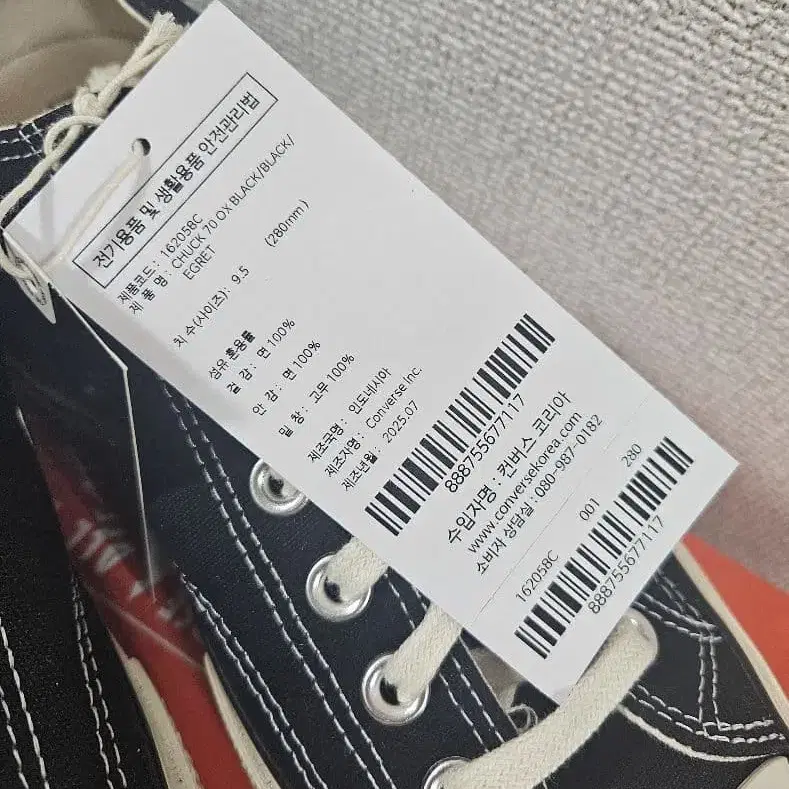 전기용품 및 생활용품 안전관리법
제품코드 : 162058C
제 품 명 : CHUCK 70 OX BLACK/BLACK/
EGRET
치 수(사이즈) : 9.5 (280mm)
섬유 혼용률
겉 감 : 면 100%
안 감 : 면 100%
밑 창 : 고무 100%
제조국명 : 인도네시아
제조자명 : Converse Inc.
제조년월 : 2025.07
888755677117
수입자명 : 컨버스 코리아
www.conversekorea.com
소비자 상담실 : 080-987-0182
162058C 001 280
888755677117